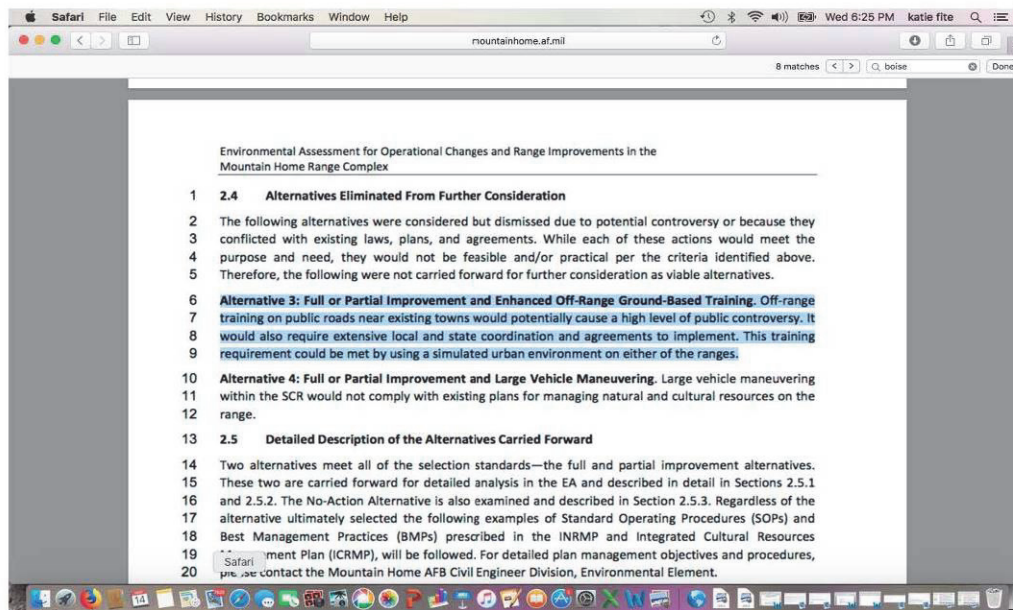 Safari File Edit View History Bookmarks Window Help
Wed 6:25 PM katie fite
mountainhome.af.mil
8 matches < > boise Done
Environmental Assessment for Operational Changes and Range Improvements in the
Mountain Home Range Complex
1 2.4 Alternatives Eliminated From Further Consideration
2 The following alternatives were considered but dismissed due to potential controversy or because they
3 conflicted with existing laws, plans, and agreements. While each of these actions would meet the
4 purpose and need, they would not be feasible and/or practical per the criteria identified above.
5 Therefore, the following were not carried forward for further consideration as viable alternatives.
6 Alternative 3: Full or Partial Improvement and Enhanced Off-Range Ground-Based Training. Off-range
7 training on public roads near existing towns would potentially cause a high level of public controversy. It
8 would also require extensive local and state coordination and agreements to implement. This training
9 requirement could be met by using a simulated urban environment on either of the ranges.
10 Alternative 4: Full or Partial Improvement and Large Vehicle Maneuvering. Large vehicle maneuvering
11 within the SCR would not comply with existing plans for managing natural and cultural resources on the
12 range.
13 2.5 Detailed Description of the Alternatives Carried Forward
14 Two alternatives meet all of the selection standards—the full and partial improvement alternatives.
15 These two are carried forward for detailed analysis in the EA and described in detail in Sections 2.5.1
16 and 2.5.2. The No-Action Alternative is also examined and described in Section 2.5.3. Regardless of the
17 alternative ultimately selected the following examples of Standard Operating Procedures (SOPs) and
18 Best Management Practices (BMPs) prescribed in the INRMP and Integrated Cultural Resources
19 ement Plan (ICRMP), will be followed. For detailed plan management objectives and procedures,
Safari
20 contact the Mountain Home AFB Civil Engineer Division, Environmental Element.
14